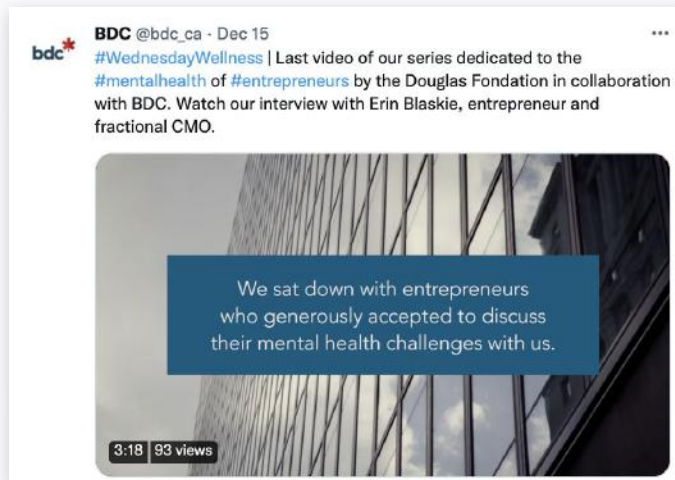 bdc*
BDC @bdc_ca · Dec 15
#WednesdayWellness | Last video of our series dedicated to the
#mentalhealth of #entrepreneurs by the Douglas Fondation in collaboration
with BDC. Watch our interview with Erin Blaskie, entrepreneur and
fractional CMO.
We sat down with entrepreneurs
who generously accepted to discuss
their mental health challenges with us.
3:18 93 views